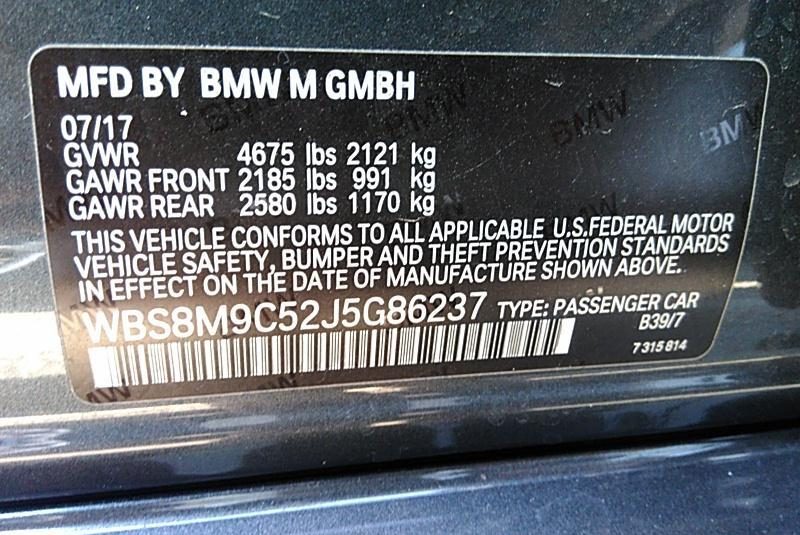 MFD BY BMW M GMBH
07/17
GVWR 4675 lbs 2121 kg
GAWR FRONT 2185 lbs 991 kg
GAWR REAR 2580 lbs 1170 kg
THIS VEHICLE CONFORMS TO ALL APPLICABLE U.S.FEDERAL MOTOR
VEHICLE SAFETY, BUMPER AND THEFT PREVENTION STANDARDS
IN EFFECT ON THE DATE OF MANUFACTURE SHOWN ABOVE.
WBS8M9C52J5G86237 TYPE: PASSENGER CAR
B39/7
7 315 814